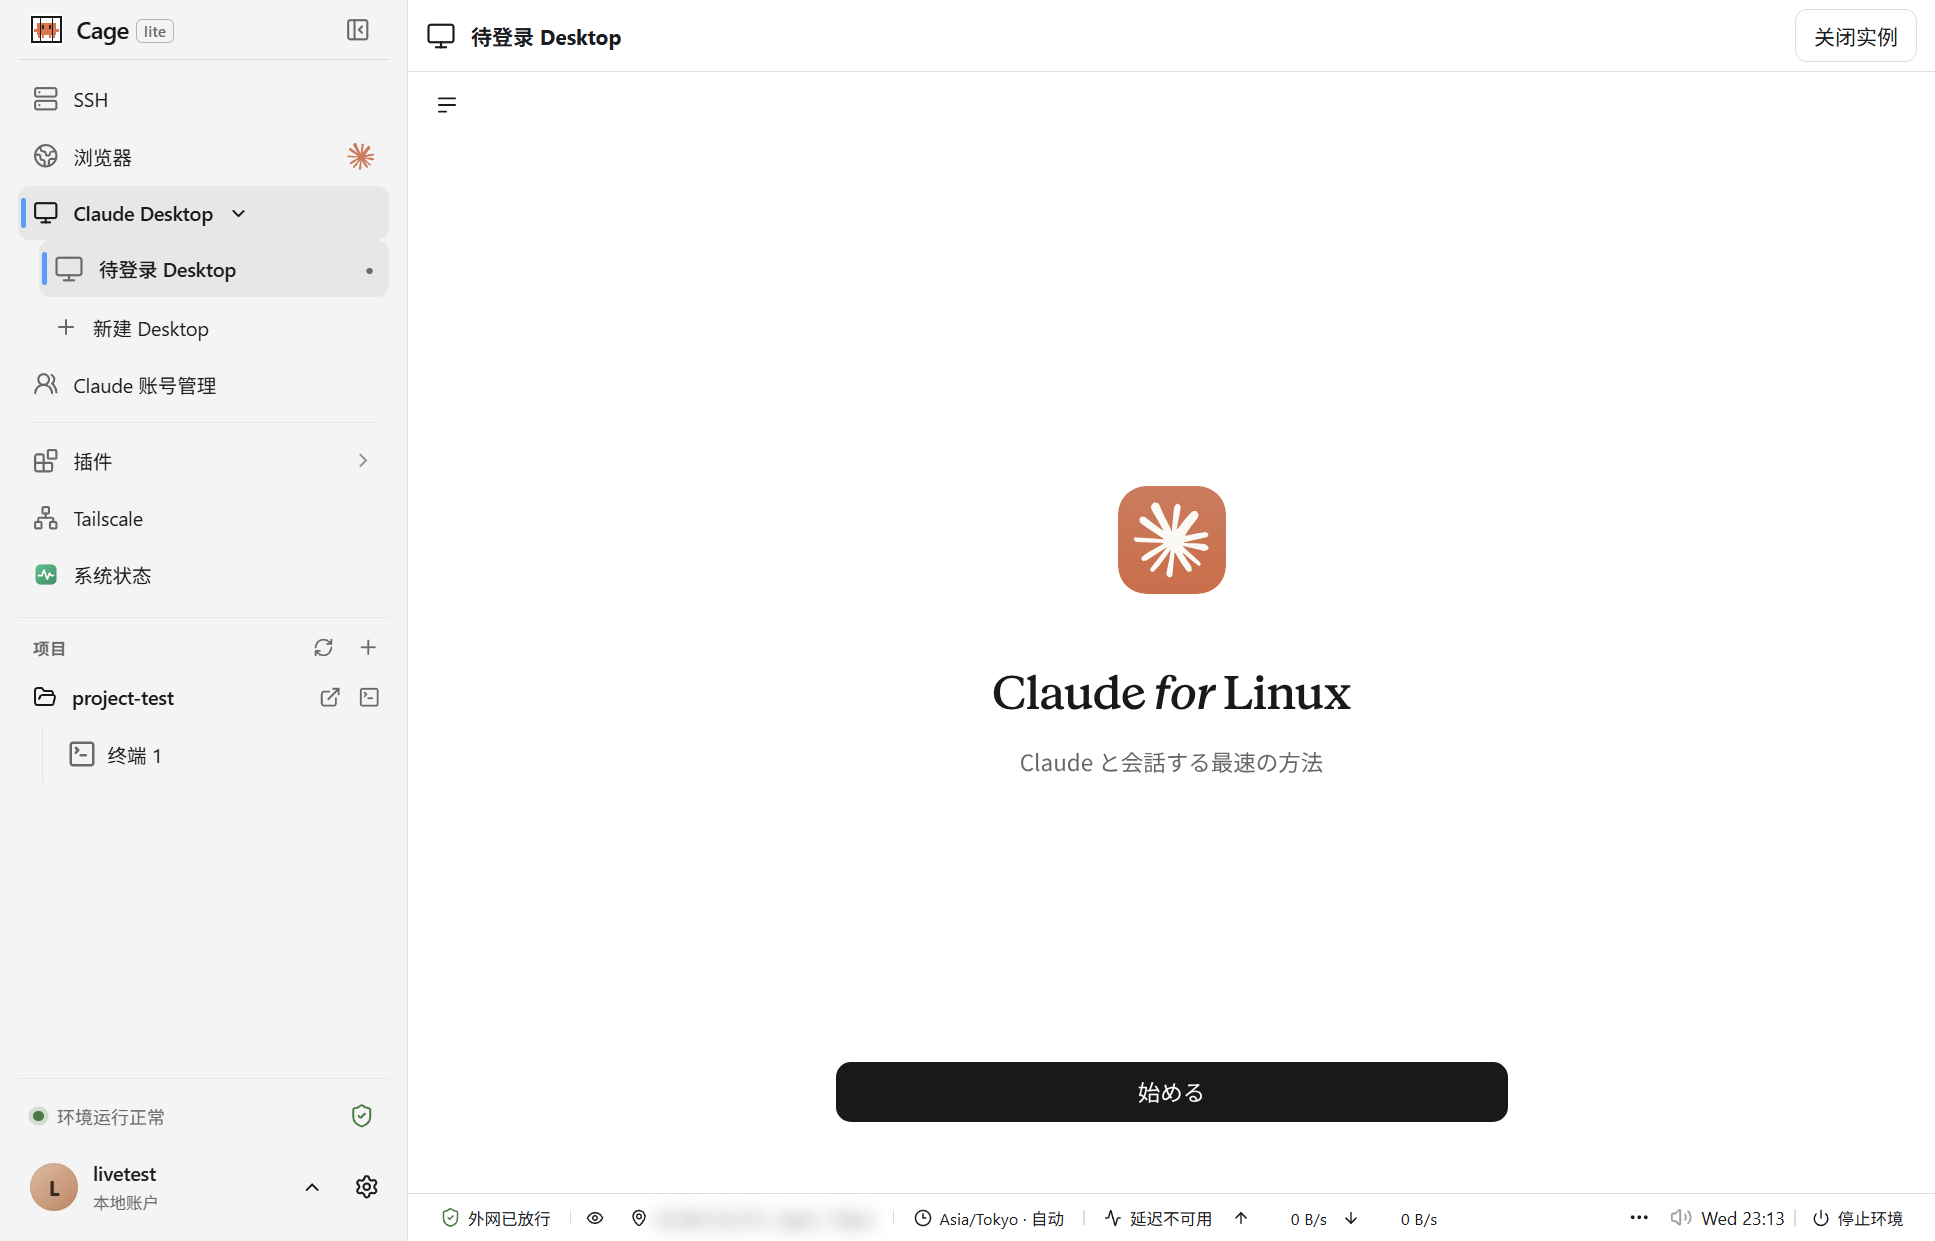 Cage lite
SSH
浏览器
Claude Desktop
待登录 Desktop
新建 Desktop
Claude 账号管理
插件
Tailscale
系统状态
项目
project-test
终端 1
环境运行正常
L
livetest
本地账户
待登录 Desktop
关闭实例
Claude for Linux
Claude と会話する最速の方法
始める
外网已放行
Asia/Tokyo · 自动
延迟不可用
0 B/s
0 B/s
Wed 23:13
停止环境